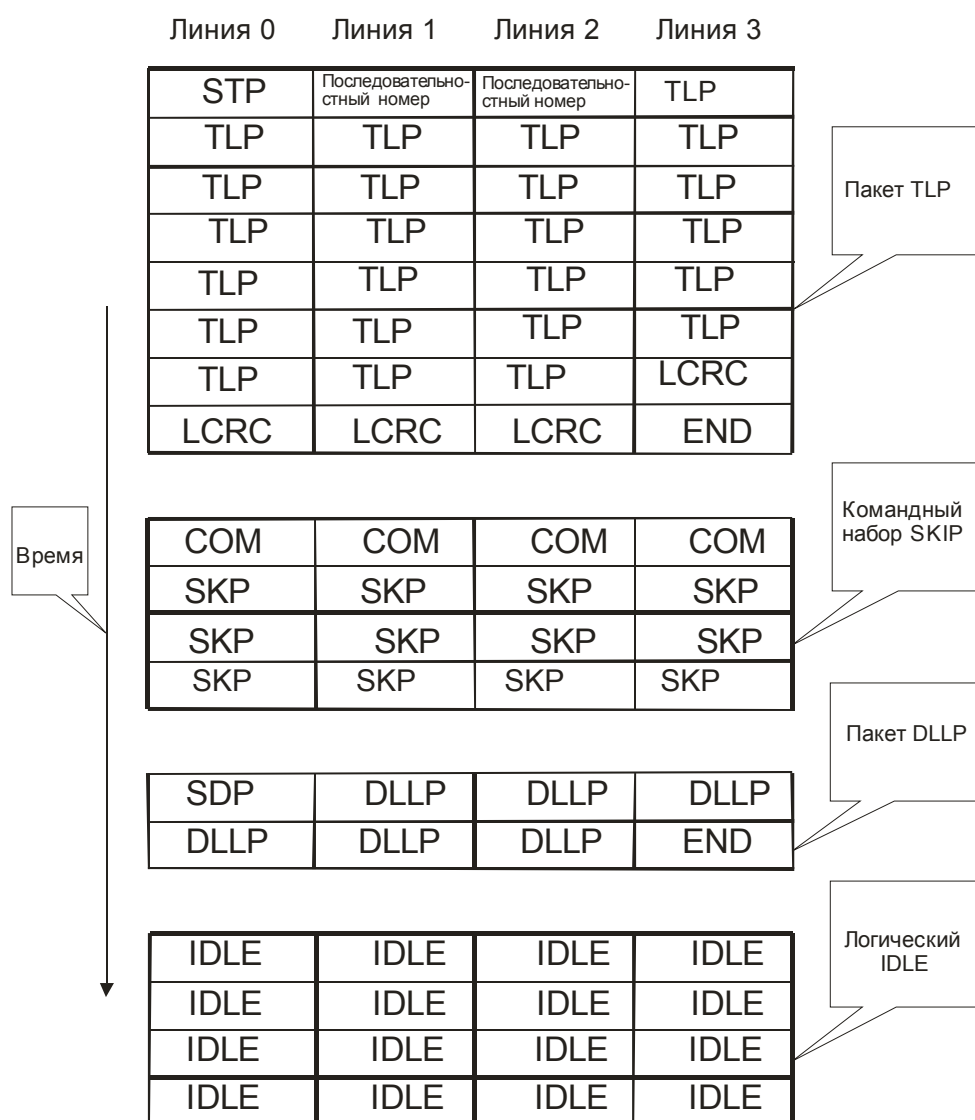 Линия 0 Линия 1 Линия 2 Линия 3
STP Последовательно-стный номер Последовательно-стный номер TLP
TLP TLP TLP TLP
TLP TLP TLP TLP
TLP TLP TLP TLP
TLP TLP TLP TLP
TLP TLP TLP TLP
TLP TLP TLP LCRC
LCRC LCRC LCRC END
Пакет TLP
COM COM COM COM
SKP SKP SKP SKP
SKP SKP SKP SKP
SKP SKP SKP SKP
Командный
набор SKIP
Время
SDP DLLP DLLP DLLP
DLLP DLLP DLLP END
Пакет DLLP
IDLE IDLE IDLE IDLE
IDLE IDLE IDLE IDLE
IDLE IDLE IDLE IDLE
IDLE IDLE IDLE IDLE
Логический
IDLE